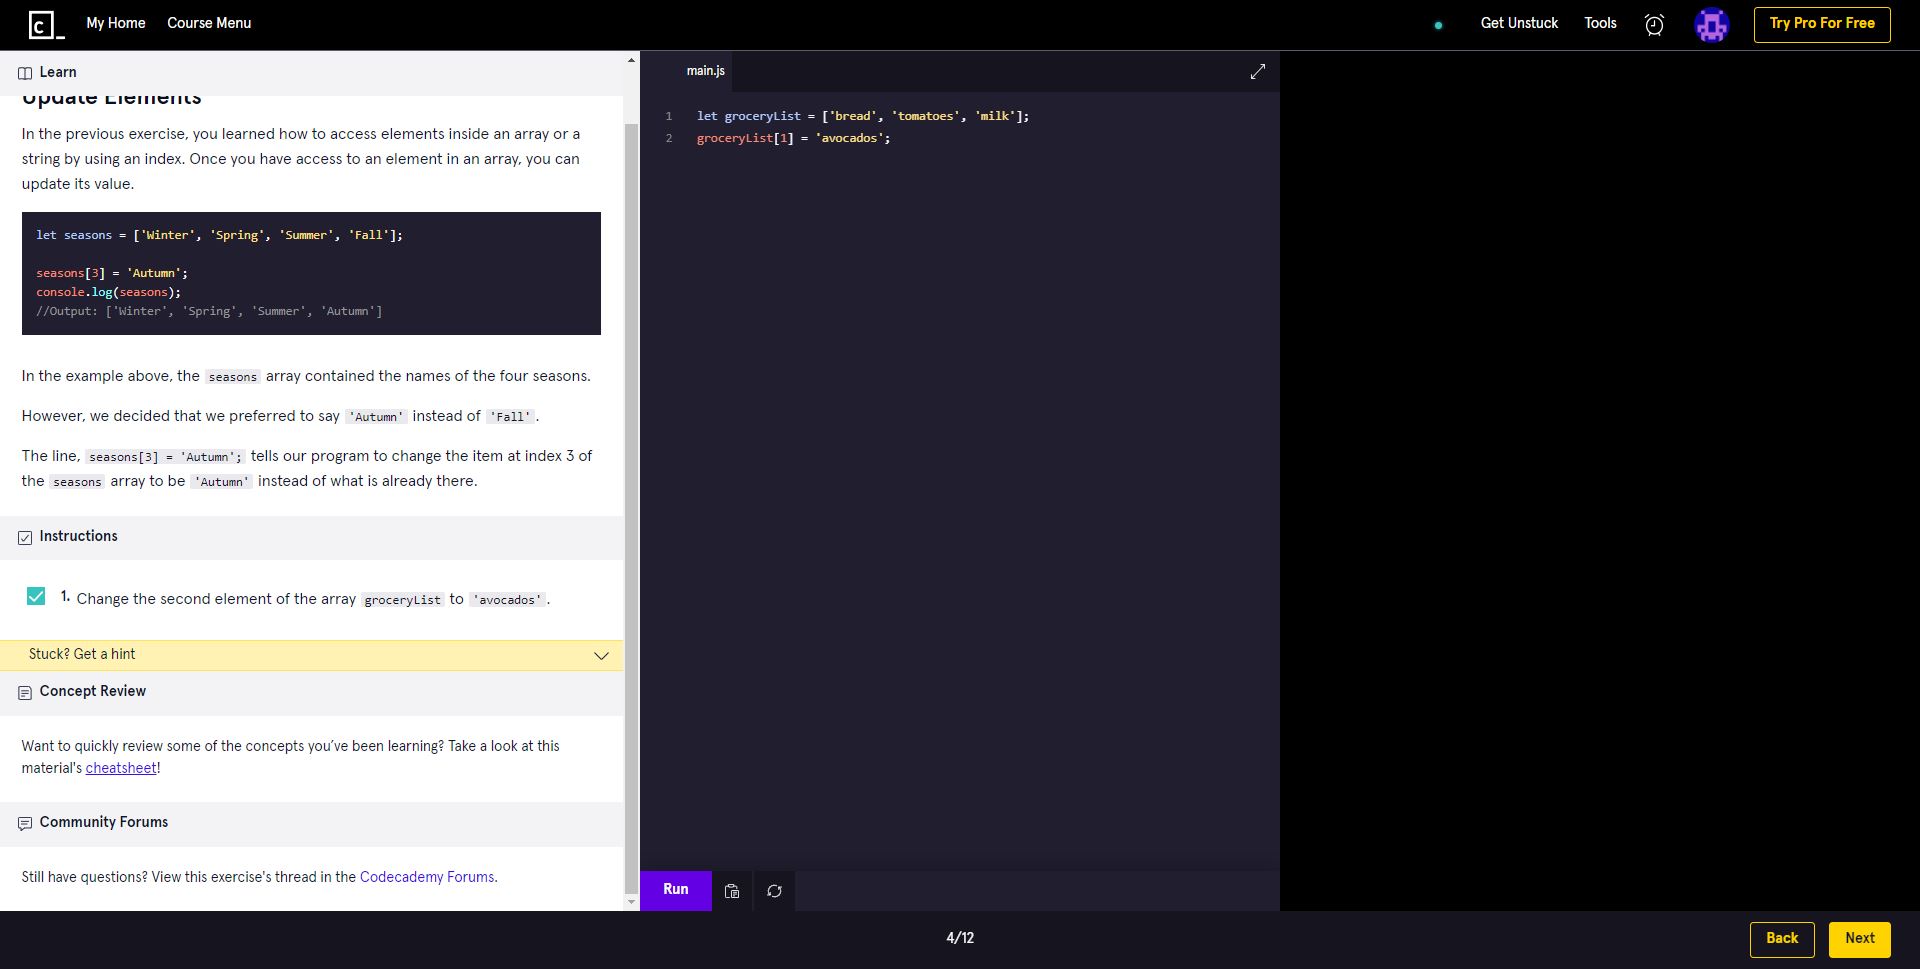 My Home Course Menu
Get Unstuck Tools
Try Pro For Free
Learn
Update Elements
In the previous exercise, you learned how to access elements inside an array or a
string by using an index. Once you have access to an element in an array, you can
update its value.
let seasons = ['Winter', 'Spring', 'Summer', 'Fall'];
seasons[3] = 'Autumn';
console.log(seasons);
//Output: ['Winter', 'Spring', 'Summer', 'Autumn']
In the example above, the seasons array contained the names of the four seasons.
However, we decided that we preferred to say 'Autumn' instead of 'Fall'.
The line, seasons[3] = 'Autumn'; tells our program to change the item at index 3 of
the seasons array to be 'Autumn' instead of what is already there.
Instructions
1. Change the second element of the array groceryList to 'avocados'.
Stuck? Get a hint
Concept Review
Want to quickly review some of the concepts you’ve been learning? Take a look at this
material's cheatsheet!
Community Forums
Still have questions? View this exercise's thread in the Codecademy Forums.
main.js
1 let groceryList = ['bread', 'tomatoes', 'milk'];
2 groceryList[1] = 'avocados';
Run
4/12
Back
Next